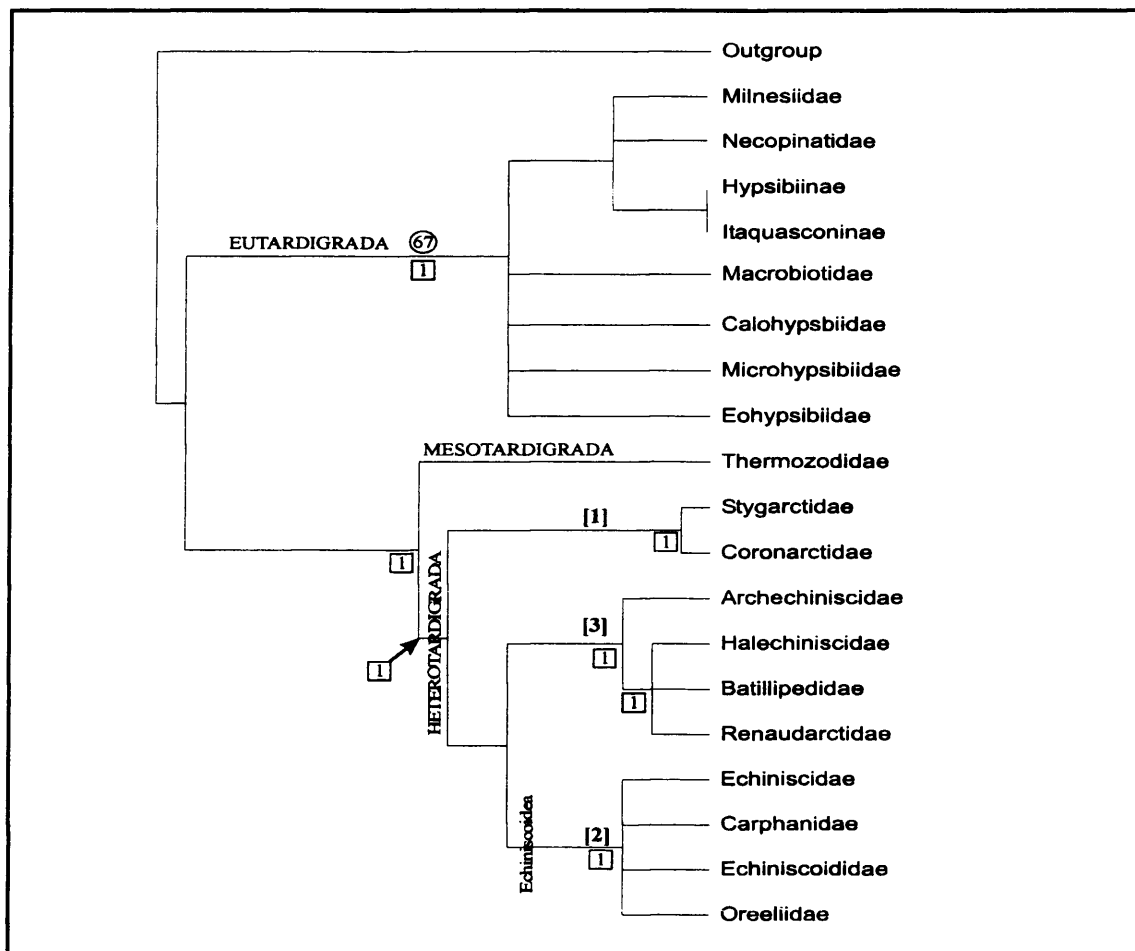 Outgroup
Milnesiidae
Necopinatidae
Hypsibiinae
EUTARDIGRADA 67
Itaquasconinae
1
Macrobiotidae
Calohypsbiidae
Microhypsibiidae
Eohypsibiidae
MESOTARDIGRADA
Thermozodidae
[1]
Stygarctidae
1
1
Coronarctidae
HETEROTARDIGRADA
Archechiniscidae
[3]
Halechiniscidae
1
1
Batillipedidae
1
Renaudarctidae
Echiniscidae
Echiniscoidea
[2]
Carphanidae
1
Echiniscoididae
Oreeliidae